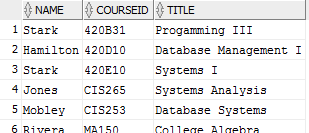 NAME COURSEID TITLE
1 Stark 420B31 Progamming III
2 Hamilton 420D10 Database Management I
3 Stark 420E10 Systems I
4 Jones CIS265 Systems Analysis
5 Mobley CIS253 Database Systems
6 Rivera MA150 College Algebra